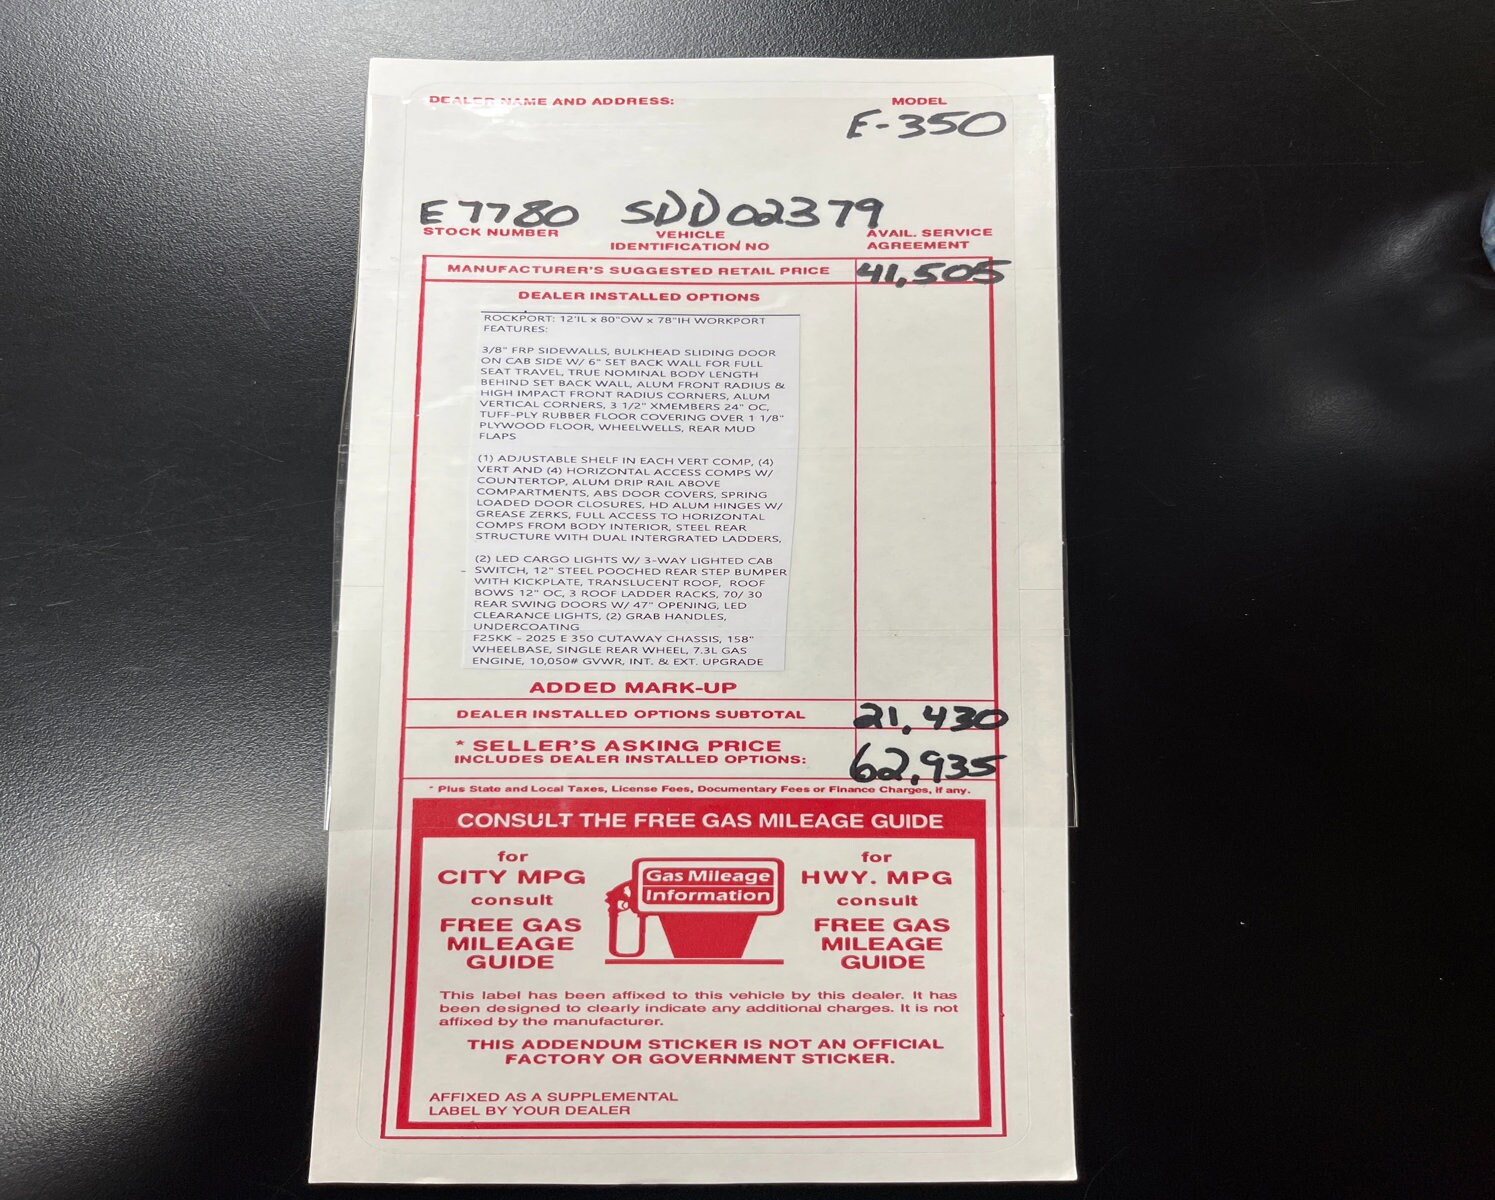 DEALER NAME AND ADDRESS:
MODEL
E-350
E7780 SDD02379
STOCK NUMBER
VEHICLE
IDENTIFICATION NO
AVAIL. SERVICE
AGREEMENT
MANUFACTURER'S SUGGESTED RETAIL PRICE 41,505
DEALER INSTALLED OPTIONS
ROCKPORT: 12'IL x 80"OW x 78"IH WORKPORT
FEATURES:
3/8" FRP SIDEWALLS, BULKHEAD SLIDING DOOR
ON CAB SIDE W/ 6" SET BACK WALL FOR FULL
SEAT TRAVEL, TRUE NOMINAL BODY LENGTH
BEHIND SET BACK WALL, ALUM FRONT RADIUS &
HIGH IMPACT FRONT RADIUS CORNERS, ALUM
VERTICAL CORNERS, 3 1/2" XMEMBERS 24" OC,
TUFF-PLY RUBBER FLOOR COVERING OVER 1 1/8"
PLYWOOD FLOOR, WHEELWELLS, REAR MUD
FLAPS
(1) ADJUSTABLE SHELF IN EACH VERT COMP, (4)
VERT AND (4) HORIZONTAL ACCESS COMPS W/
COUNTERTOP, ALUM DRIP RAIL ABOVE
COMPARTMENTS, ABS DOOR COVERS, SPRING
LOADED DOOR CLOSURES, HD ALUM HINGES W/
GREASE ZERKS, FULL ACCESS TO HORIZONTAL
COMPS FROM BODY INTERIOR, STEEL REAR
STRUCTURE WITH DUAL INTERGRATED LADDERS,
(2) LED CARGO LIGHTS W/ 3-WAY LIGHTED CAB
SWITCH, 12" STEEL POOCHED REAR STEP BUMPER
WITH KICKPLATE, TRANSLUCENT ROOF, ROOF
BOWS 12" OC, 3 ROOF LADDER RACKS, 70/ 30
REAR SWING DOORS W/ 47" OPENING, LED
CLEARANCE LIGHTS, (2) GRAB HANDLES,
UNDERCOATING
F25KK - 2025 E 350 CUTAWAY CHASSIS, 158"
WHEELBASE, SINGLE REAR WHEEL, 7.3L GAS
ENGINE, 10,050# GVWR, INT. & EXT. UPGRADE
ADDED MARK-UP
DEALER INSTALLED OPTIONS SUBTOTAL 21,430
* SELLER'S ASKING PRICE
INCLUDES DEALER INSTALLED OPTIONS: 62,935
* Plus State and Local Taxes, License Fees, Documentary Fees or Finance Charges, if any.
CONSULT THE FREE GAS MILEAGE GUIDE
for
CITY MPG
consult
FREE GAS
MILEAGE
GUIDE
Gas Mileage
Information
for
HWY. MPG
consult
FREE GAS
MILEAGE
GUIDE
This label has been affixed to this vehicle by this dealer. It has
been designed to clearly indicate any additional charges. It is not
affixed by the manufacturer.
THIS ADDENDUM STICKER IS NOT AN OFFICIAL
FACTORY OR GOVERNMENT STICKER.
AFFIXED AS A SUPPLEMENTAL
LABEL BY YOUR DEALER